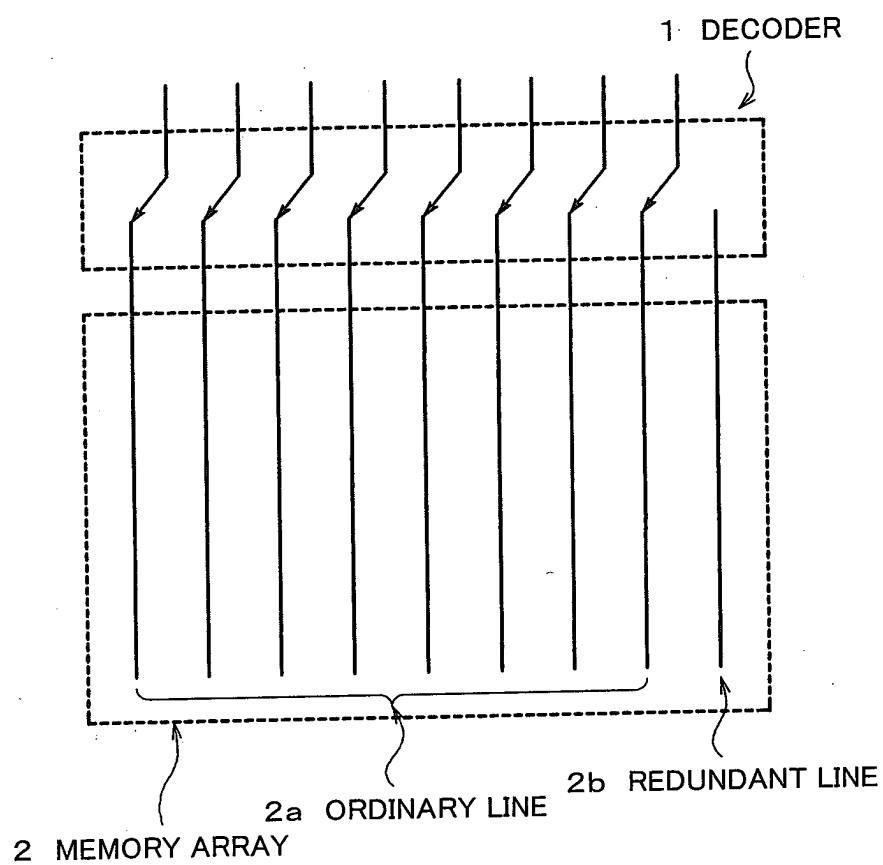 1 DECODER
2b REDUNDANT LINE
2a ORDINARY LINE
2 MEMORY ARRAY